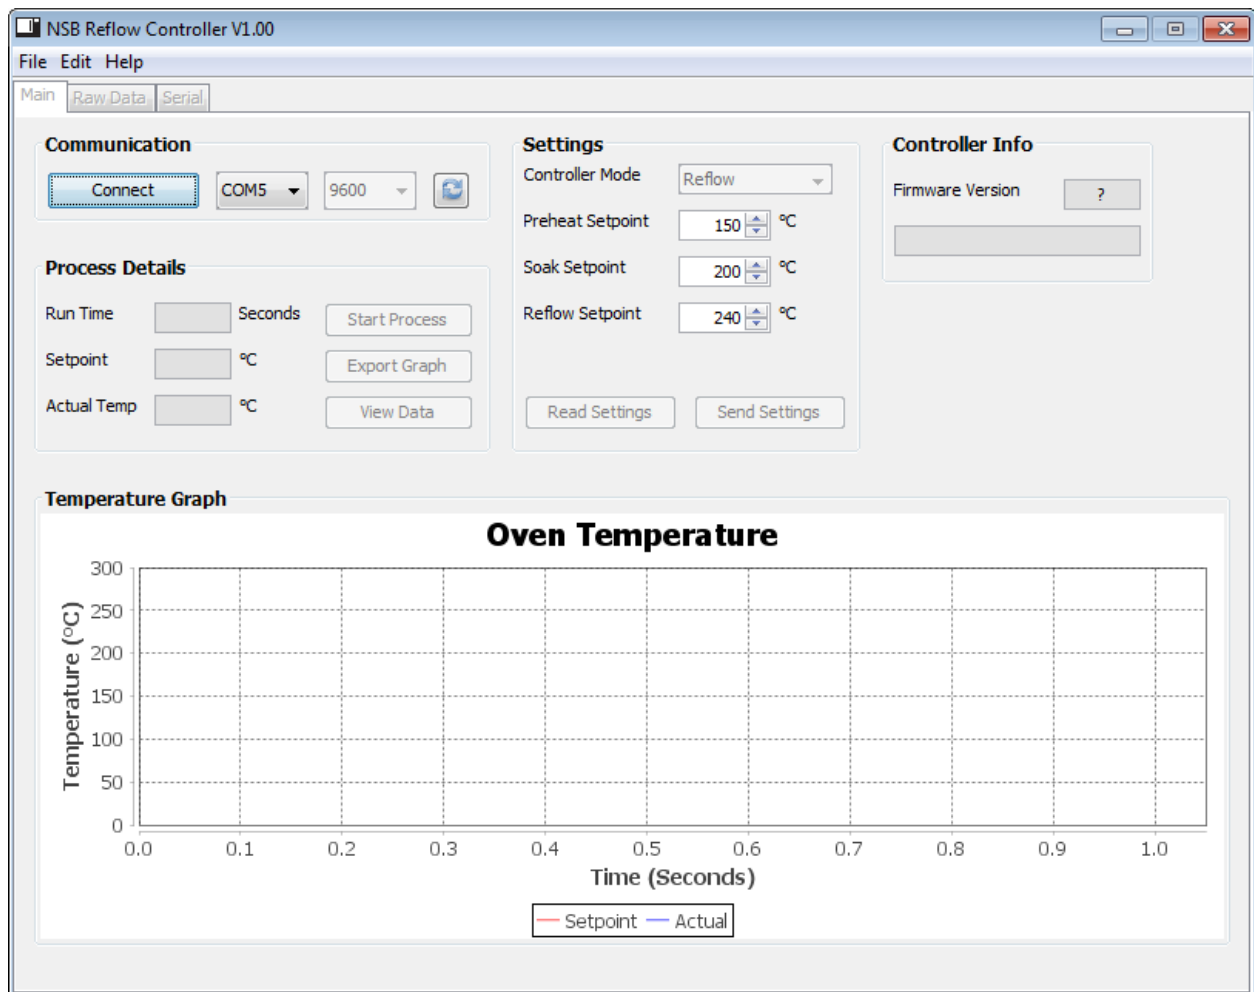 NSB Reflow Controller V1.00
File Edit Help
Main Raw Data Serial
Communication
Connect COM5 9600
Process Details
Run Time Seconds Start Process
Setpoint °C Export Graph
Actual Temp °C View Data
Settings
Controller Mode Reflow
Preheat Setpoint 150 °C
Soak Setpoint 200 °C
Reflow Setpoint 240 °C
Read Settings Send Settings
Controller Info
Firmware Version ?
Temperature Graph
Oven Temperature
Temperature (°C)
300
250
200
150
100
50
0
0.0 0.1 0.2 0.3 0.4 0.5 0.6 0.7 0.8 0.9 1.0
Time (Seconds)
Setpoint Actual